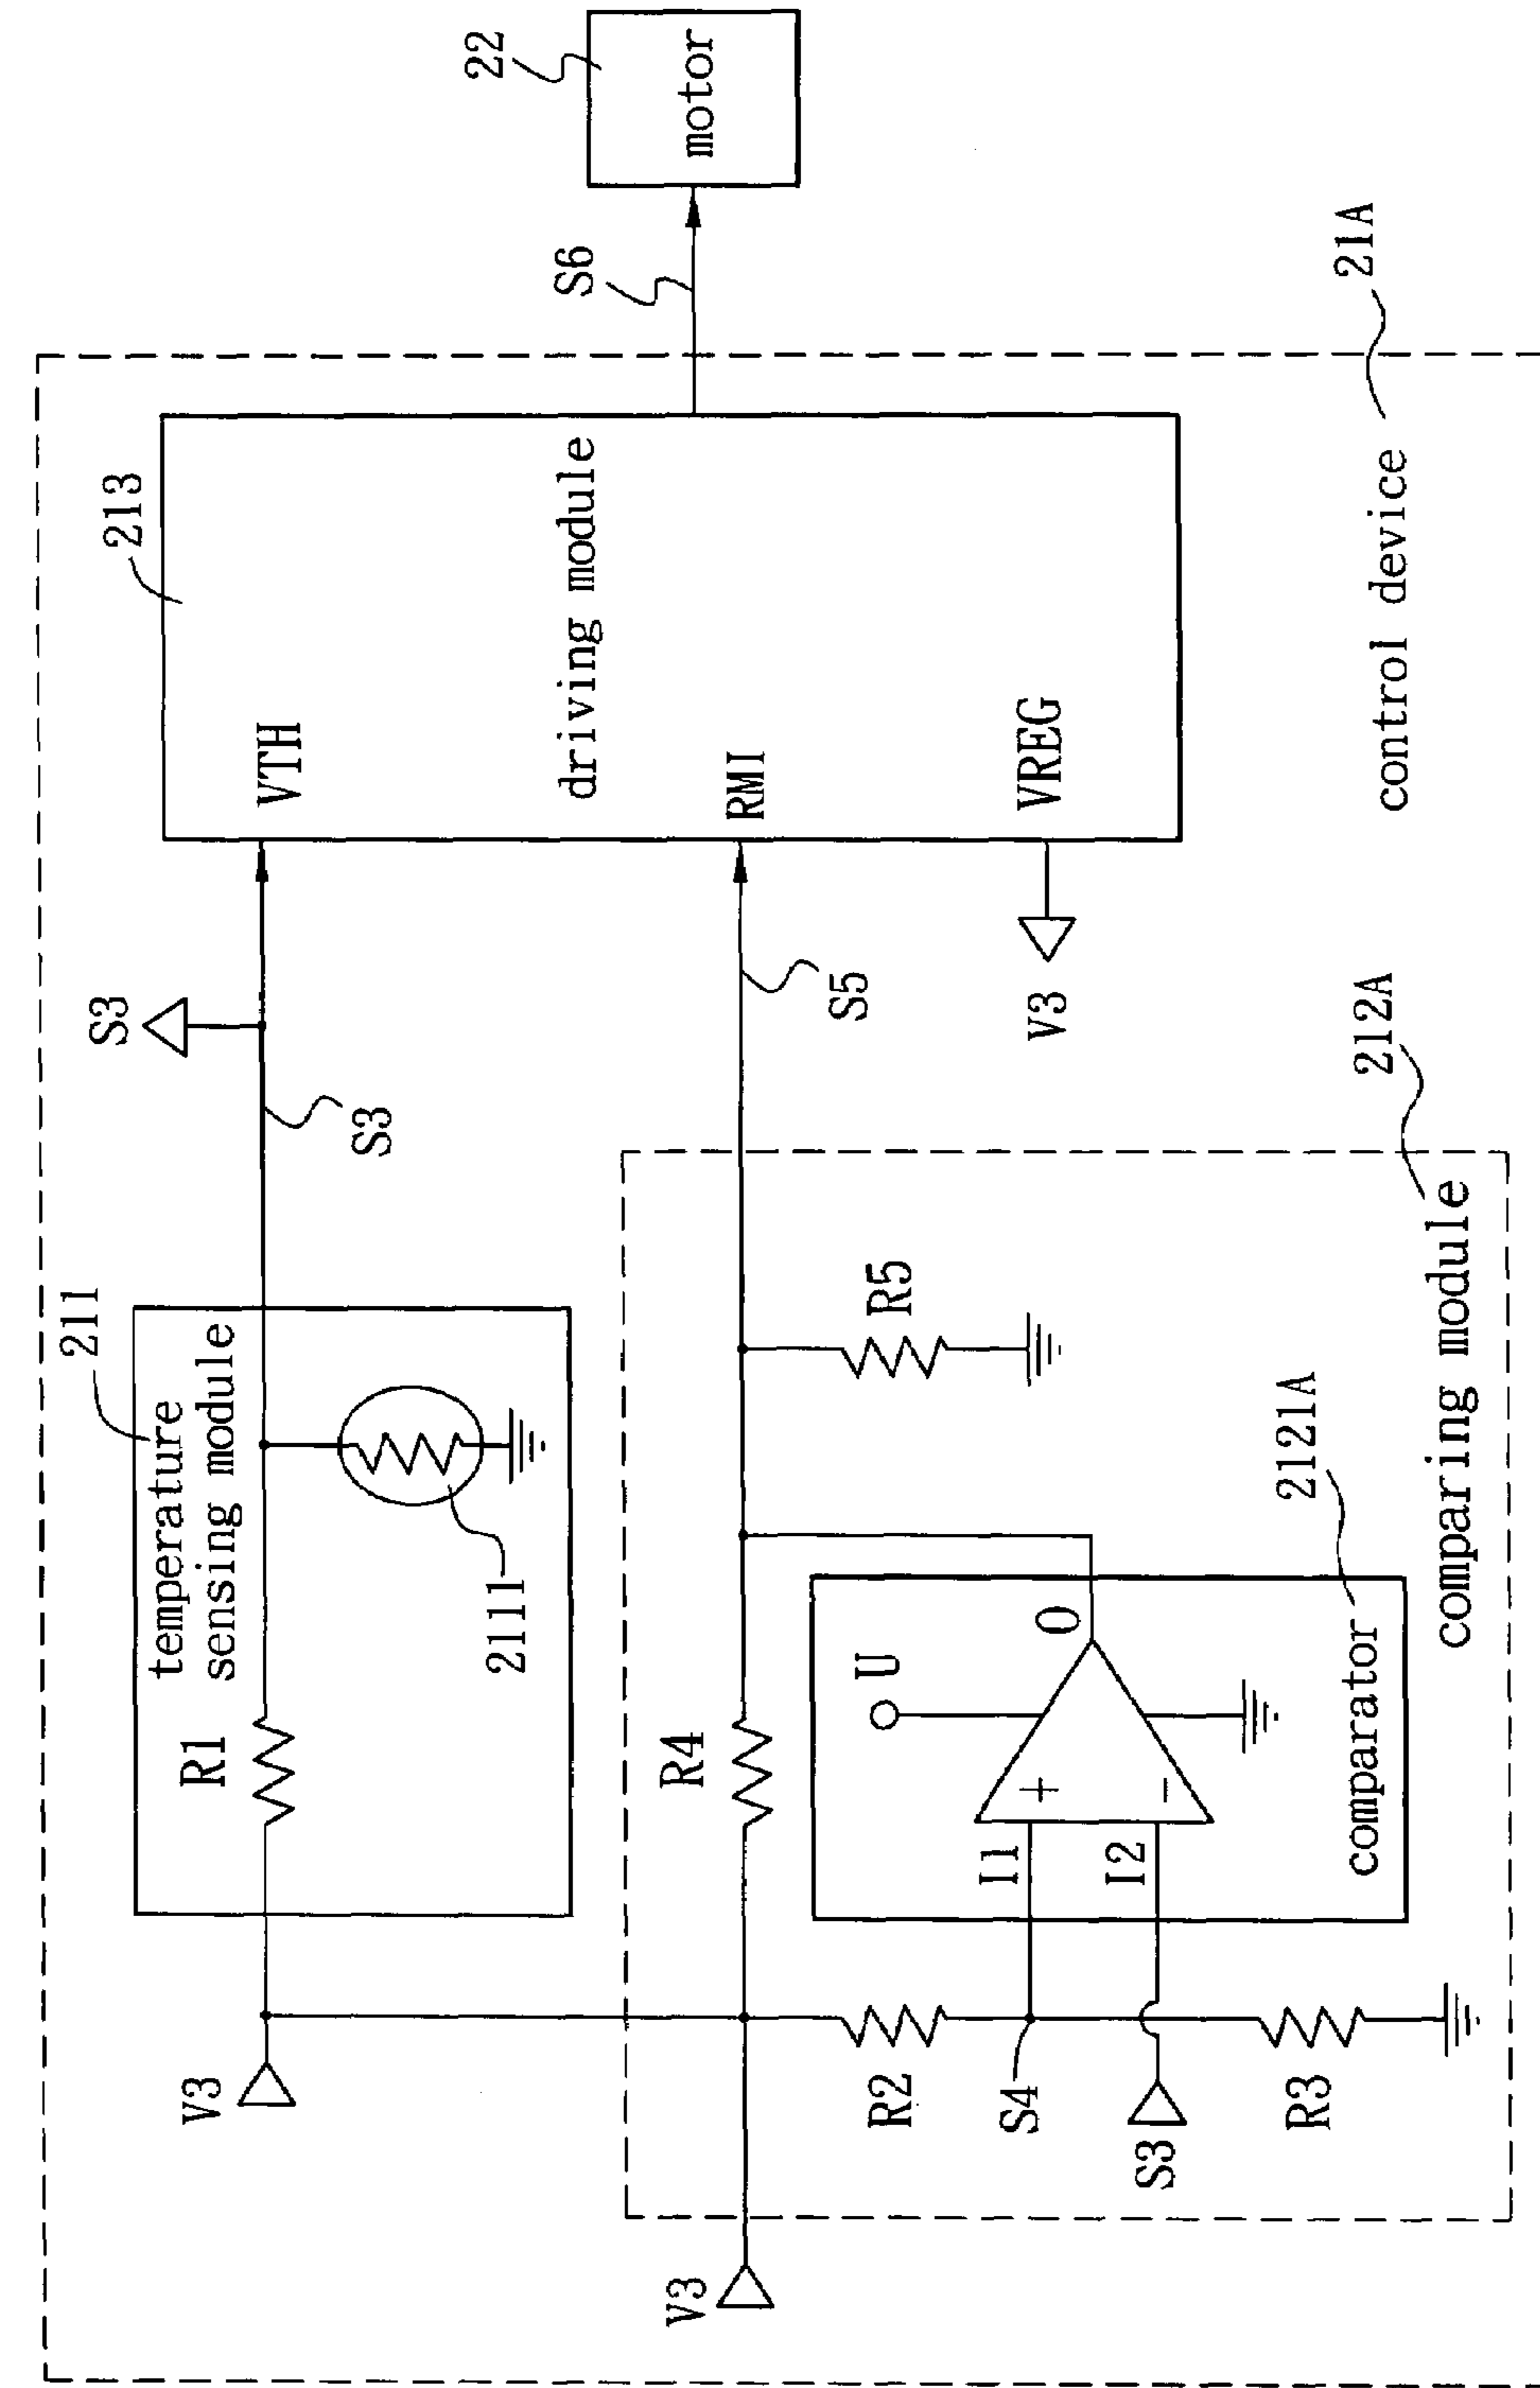 211
temperature
sensing module
R1
2111
V3
S3
S3
213
VTH
driving module
RMI
VREG
V3
S6
22
motor
V3
R4
R5
S5
R2
S4
S3
R3
I1
I2
+
−
U
O
comparator
2121A
comparing module
212A
control device
21A